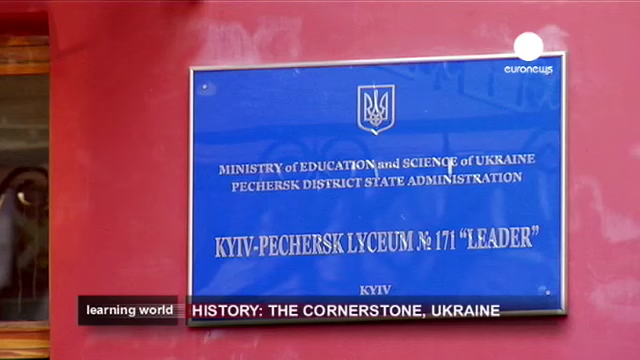 euronews
MINISTRY of EDUCATION and SCIENCE of UKRAINE
PECHERSK DISTRICT STATE ADMINISTRATION
KYIV-PECHERSK LYCEUM № 171 "LEADER"
KYIV
learning world HISTORY: THE CORNERSTONE, UKRAINE